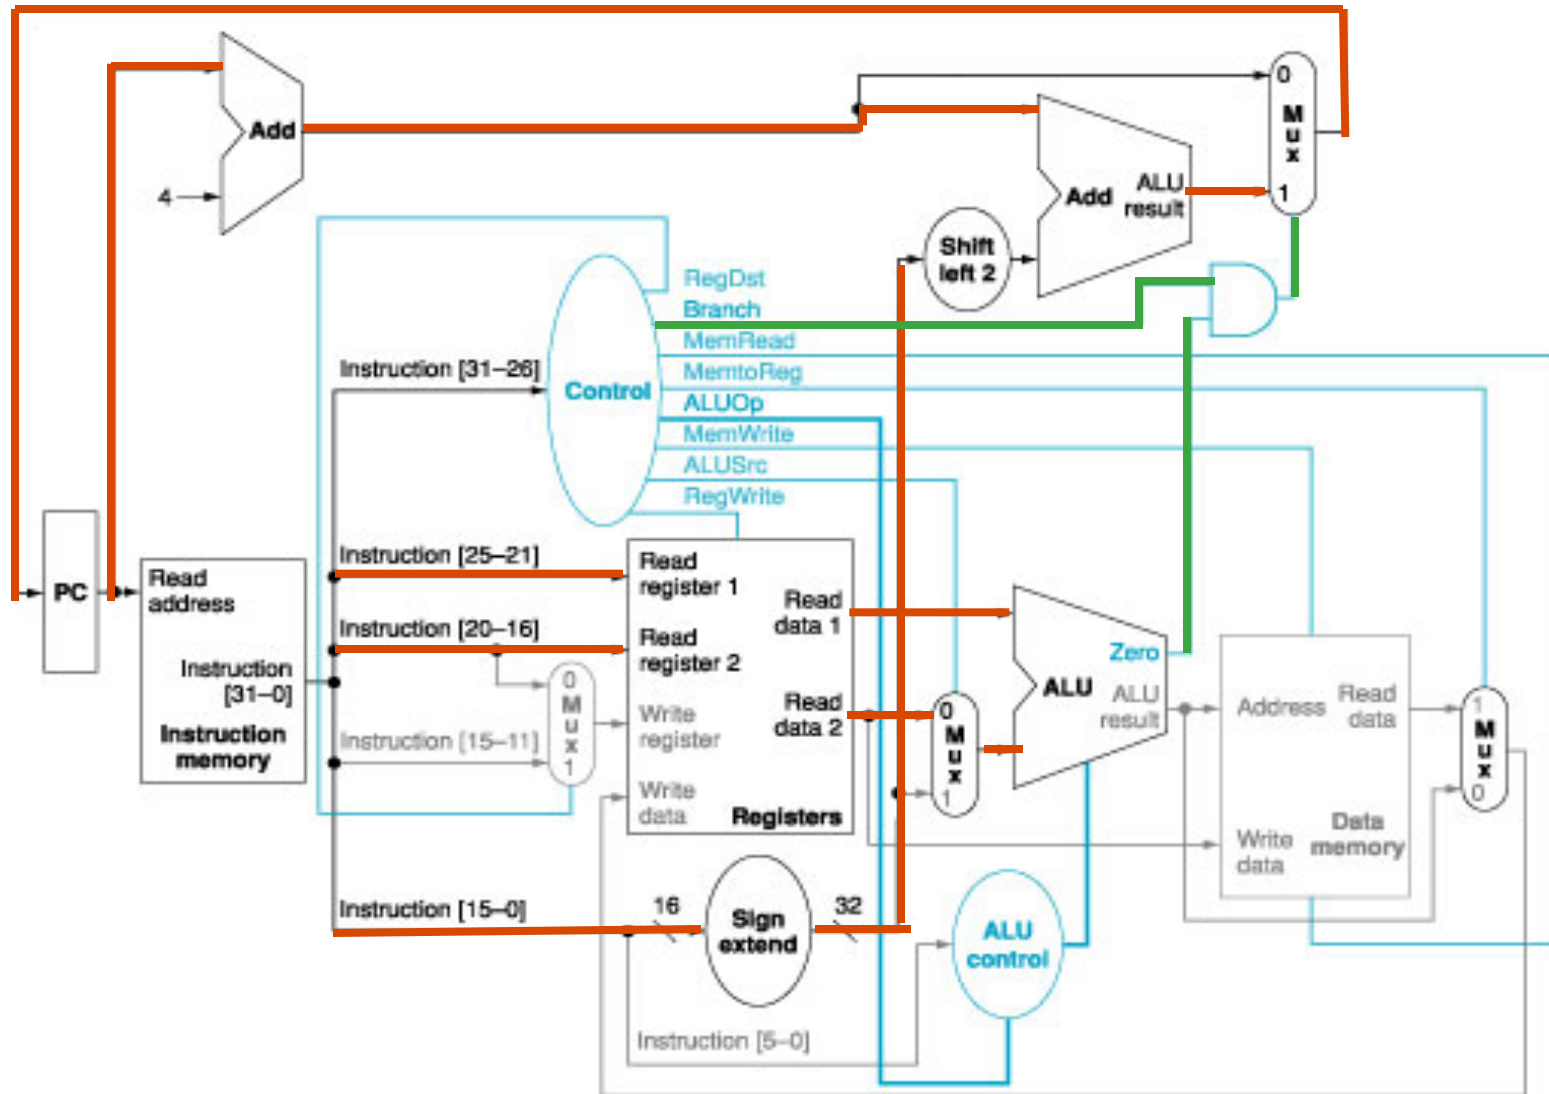 Add
4
0
M
u
x
1
Add
ALU
result
Shift
left 2
RegDst
Branch
MemRead
MemtoReg
ALUOp
MemWrite
ALUSrc
RegWrite
Control
Instruction [31–26]
Instruction [25–21]
Instruction [20–16]
Instruction [15–11]
Instruction [15–0]
PC
Read
address
Instruction
[31–0]
Instruction
memory
0
M
u
x
1
Read
register 1
Read
register 2
Write
register
Write
data
Read
data 1
Read
data 2
Registers
0
M
u
x
1
Zero
ALU
ALU
result
Address
Read
data
Write
data
Data
memory
1
M
u
x
0
16
Sign
extend
32
ALU
control
Instruction [5–0]